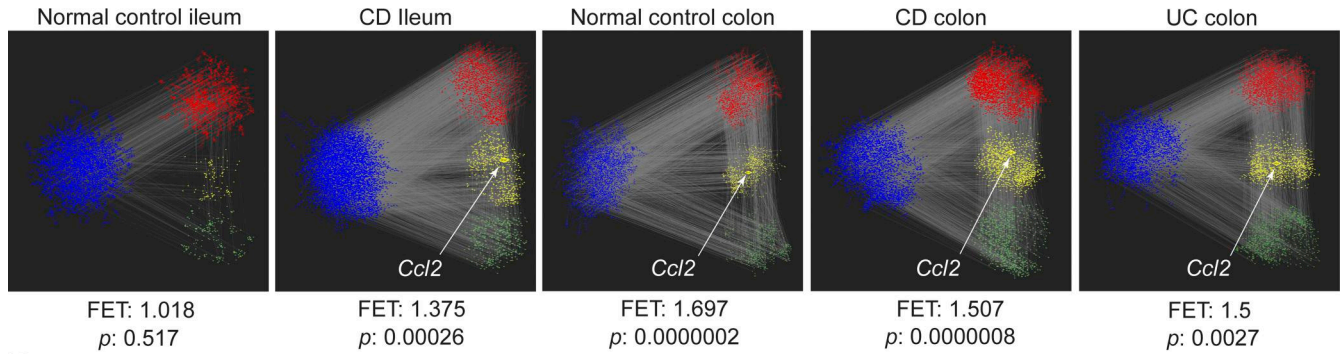 Normal control ileum
CD Ileum
Normal control colon
CD colon
UC colon
Ccl2
Ccl2
Ccl2
Ccl2
FET: 1.018
FET: 1.375
FET: 1.697
FET: 1.507
FET: 1.5
p: 0.517
p: 0.00026
p: 0.0000002
p: 0.0000008
p: 0.0027